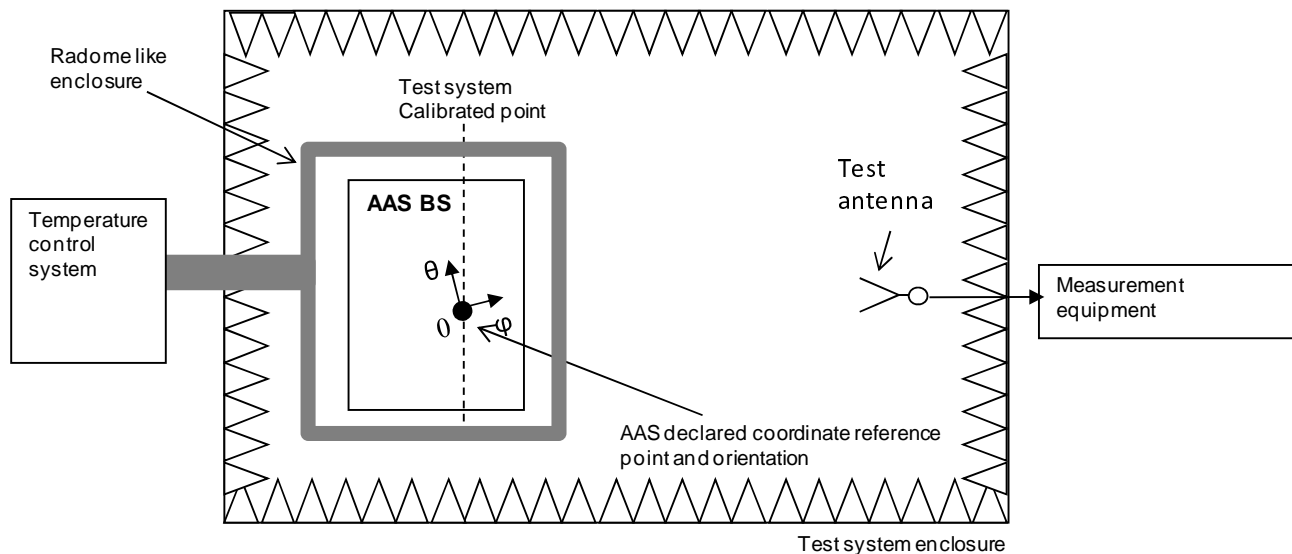 Radome like
enclosure
Test system
Calibrated point
Test
antenna
AAS BS
Temperature
control
system
θ
φ
0
Measurement
equipment
AAS declared coordinate reference
point and orientation
Test system enclosure